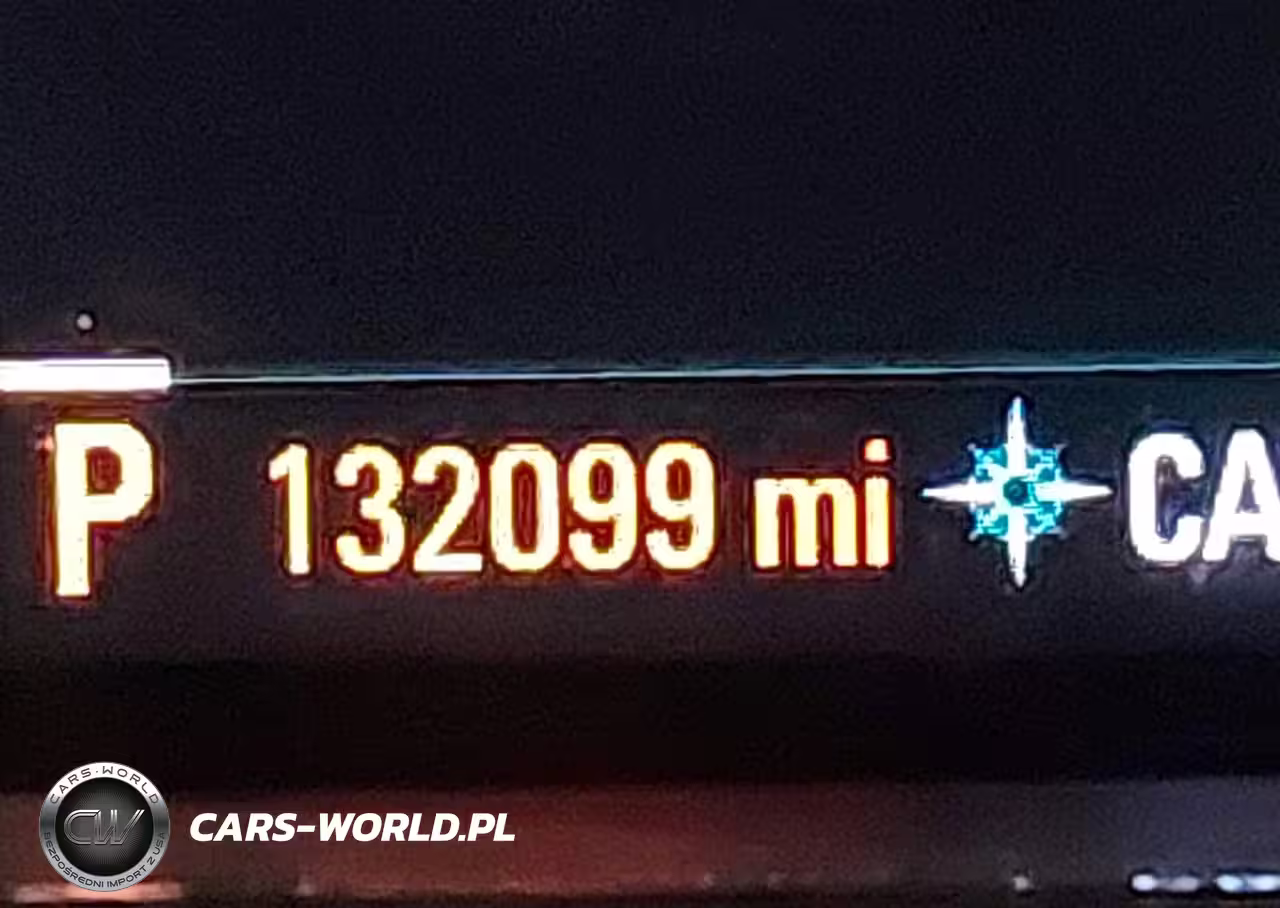 P 132099 mi CA
CARS-WORLD
CW
BEZPOŚREDNI IMPORT Z USA
CARS-WORLD.PL